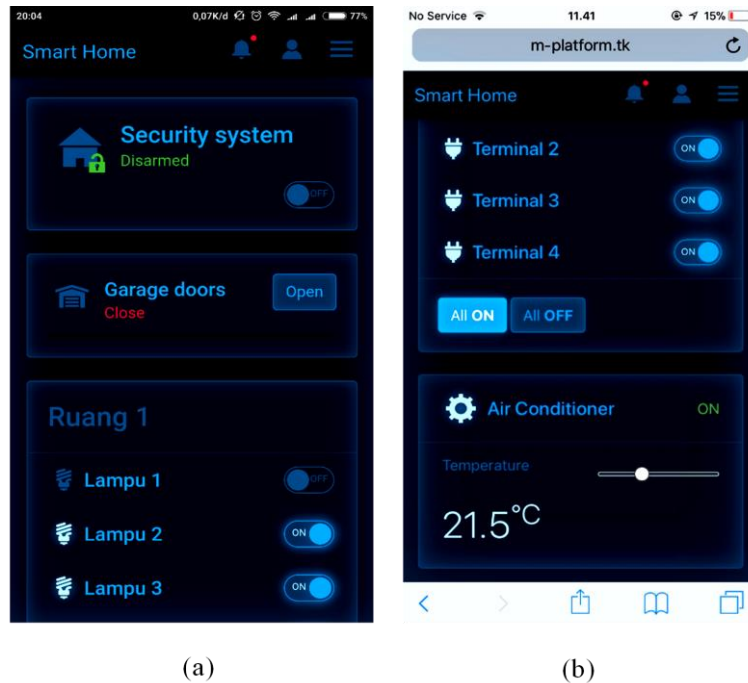 20:04
0,07K/d
77%
Smart Home
Security system
Disarmed
OFF
Garage doors
Close
Open
Ruang 1
Lampu 1
OFF
Lampu 2
ON
Lampu 3
ON
(a)
No Service
11.41
15%
m-platform.tk
Smart Home
Terminal 2
ON
Terminal 3
ON
Terminal 4
ON
All ON
All OFF
Air Conditioner
ON
Temperature
21.5°C
(b)